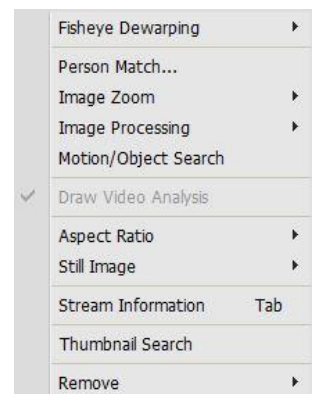 Fisheye Dewarping
Person Match...
Image Zoom
Image Processing
Motion/Object Search
Draw Video Analysis
Aspect Ratio
Still Image
Stream Information Tab
Thumbnail Search
Remove